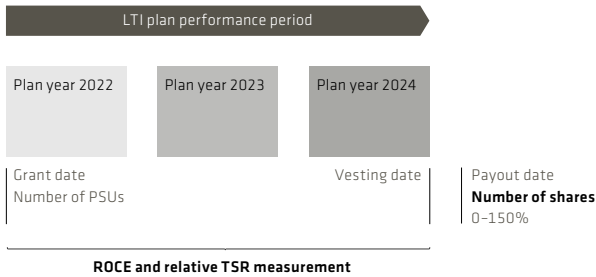 LTI plan performance period
Plan year 2022
Plan year 2023
Plan year 2024
Grant date
Number of PSUs
Vesting date
Payout date
Number of shares
0–150%
ROCE and relative TSR measurement